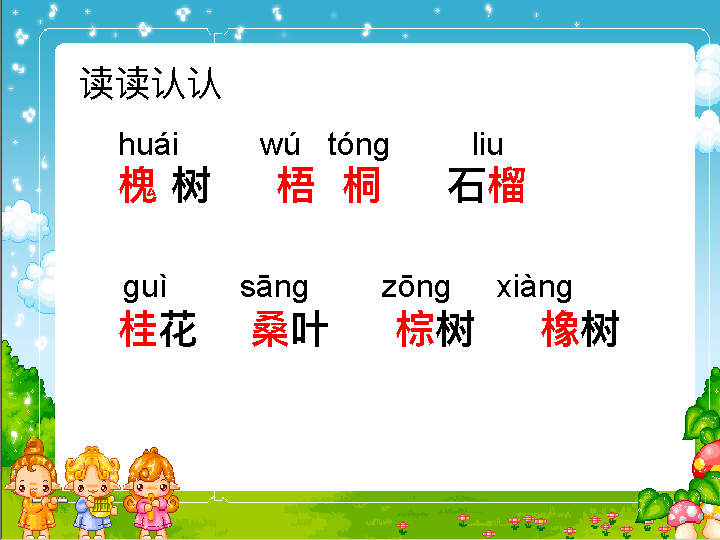 读读认认
huái wú tóng liu
槐树 梧桐 石榴
guì sāng zōng xiàng
桂花 桑叶 棕树 橡树